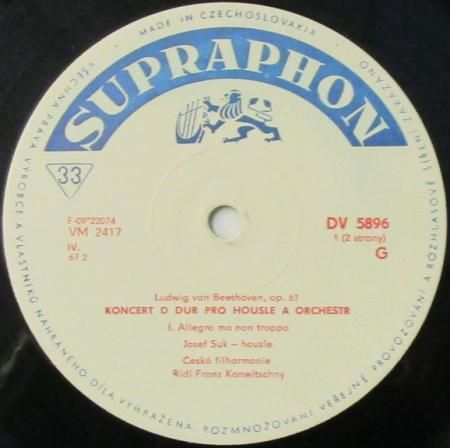 MADE IN CZECHOSLOVAKIA
SUPRAPHON
33
F-09*22074
VM 2417
IV.
67 2
DV 5896
1 (2 strany)
G
Ludwig van Beethoven, op. 61
KONCERT D DUR PRO HOUSLE A ORCHESTR
I. Allegro ma non troppo
Josef Suk – housle
Česká filharmonie
Řídí Franz Konwitschny
VŠECHNA PRÁVA VÝROBCE A VLASTNÍKŮ NAHRANÉHO DÍLA VYHRAŽENA ROZMNOŽOVÁNÍ VEŘEJNÉ PROVOZOVÁNÍ A ROZHLASOVÉ ŠÍŘENÍ ZAKÁZÁNO